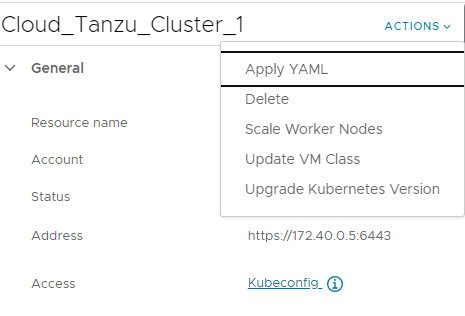 Cloud_Tanzu_Cluster_1
ACTIONS
General
Apply YAML
Delete
Scale Worker Nodes
Update VM Class
Upgrade Kubernetes Version
Resource name
Account
Status
Address https://172.40.0.5:6443
Access Kubeconfig